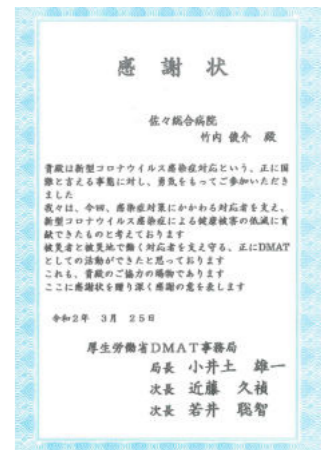 感謝状
佐々総合病院
竹内 俊介 殿
貴殿は新型コロナウイルス感染症対応という、正に国
難と言える事態に対し、勇気をもってご参加いただき
ました
我々は、今回、感染症対策にかかわる対応者を支え、
新型コロナウイルス感染症による健康被害の低減に貢
献できたものと考えております
被災者と被災地で働く対応者を支え守る、正にDMAT
としての活動ができたと思っております
これも、貴殿のご協力の賜物であります
ここに感謝状を贈り深く感謝の意を表します
令和2年 3月 25日
厚生労働省DMAT事務局
局長 小井土 雄一
次長 近藤 久禎
次長 若井 聡智